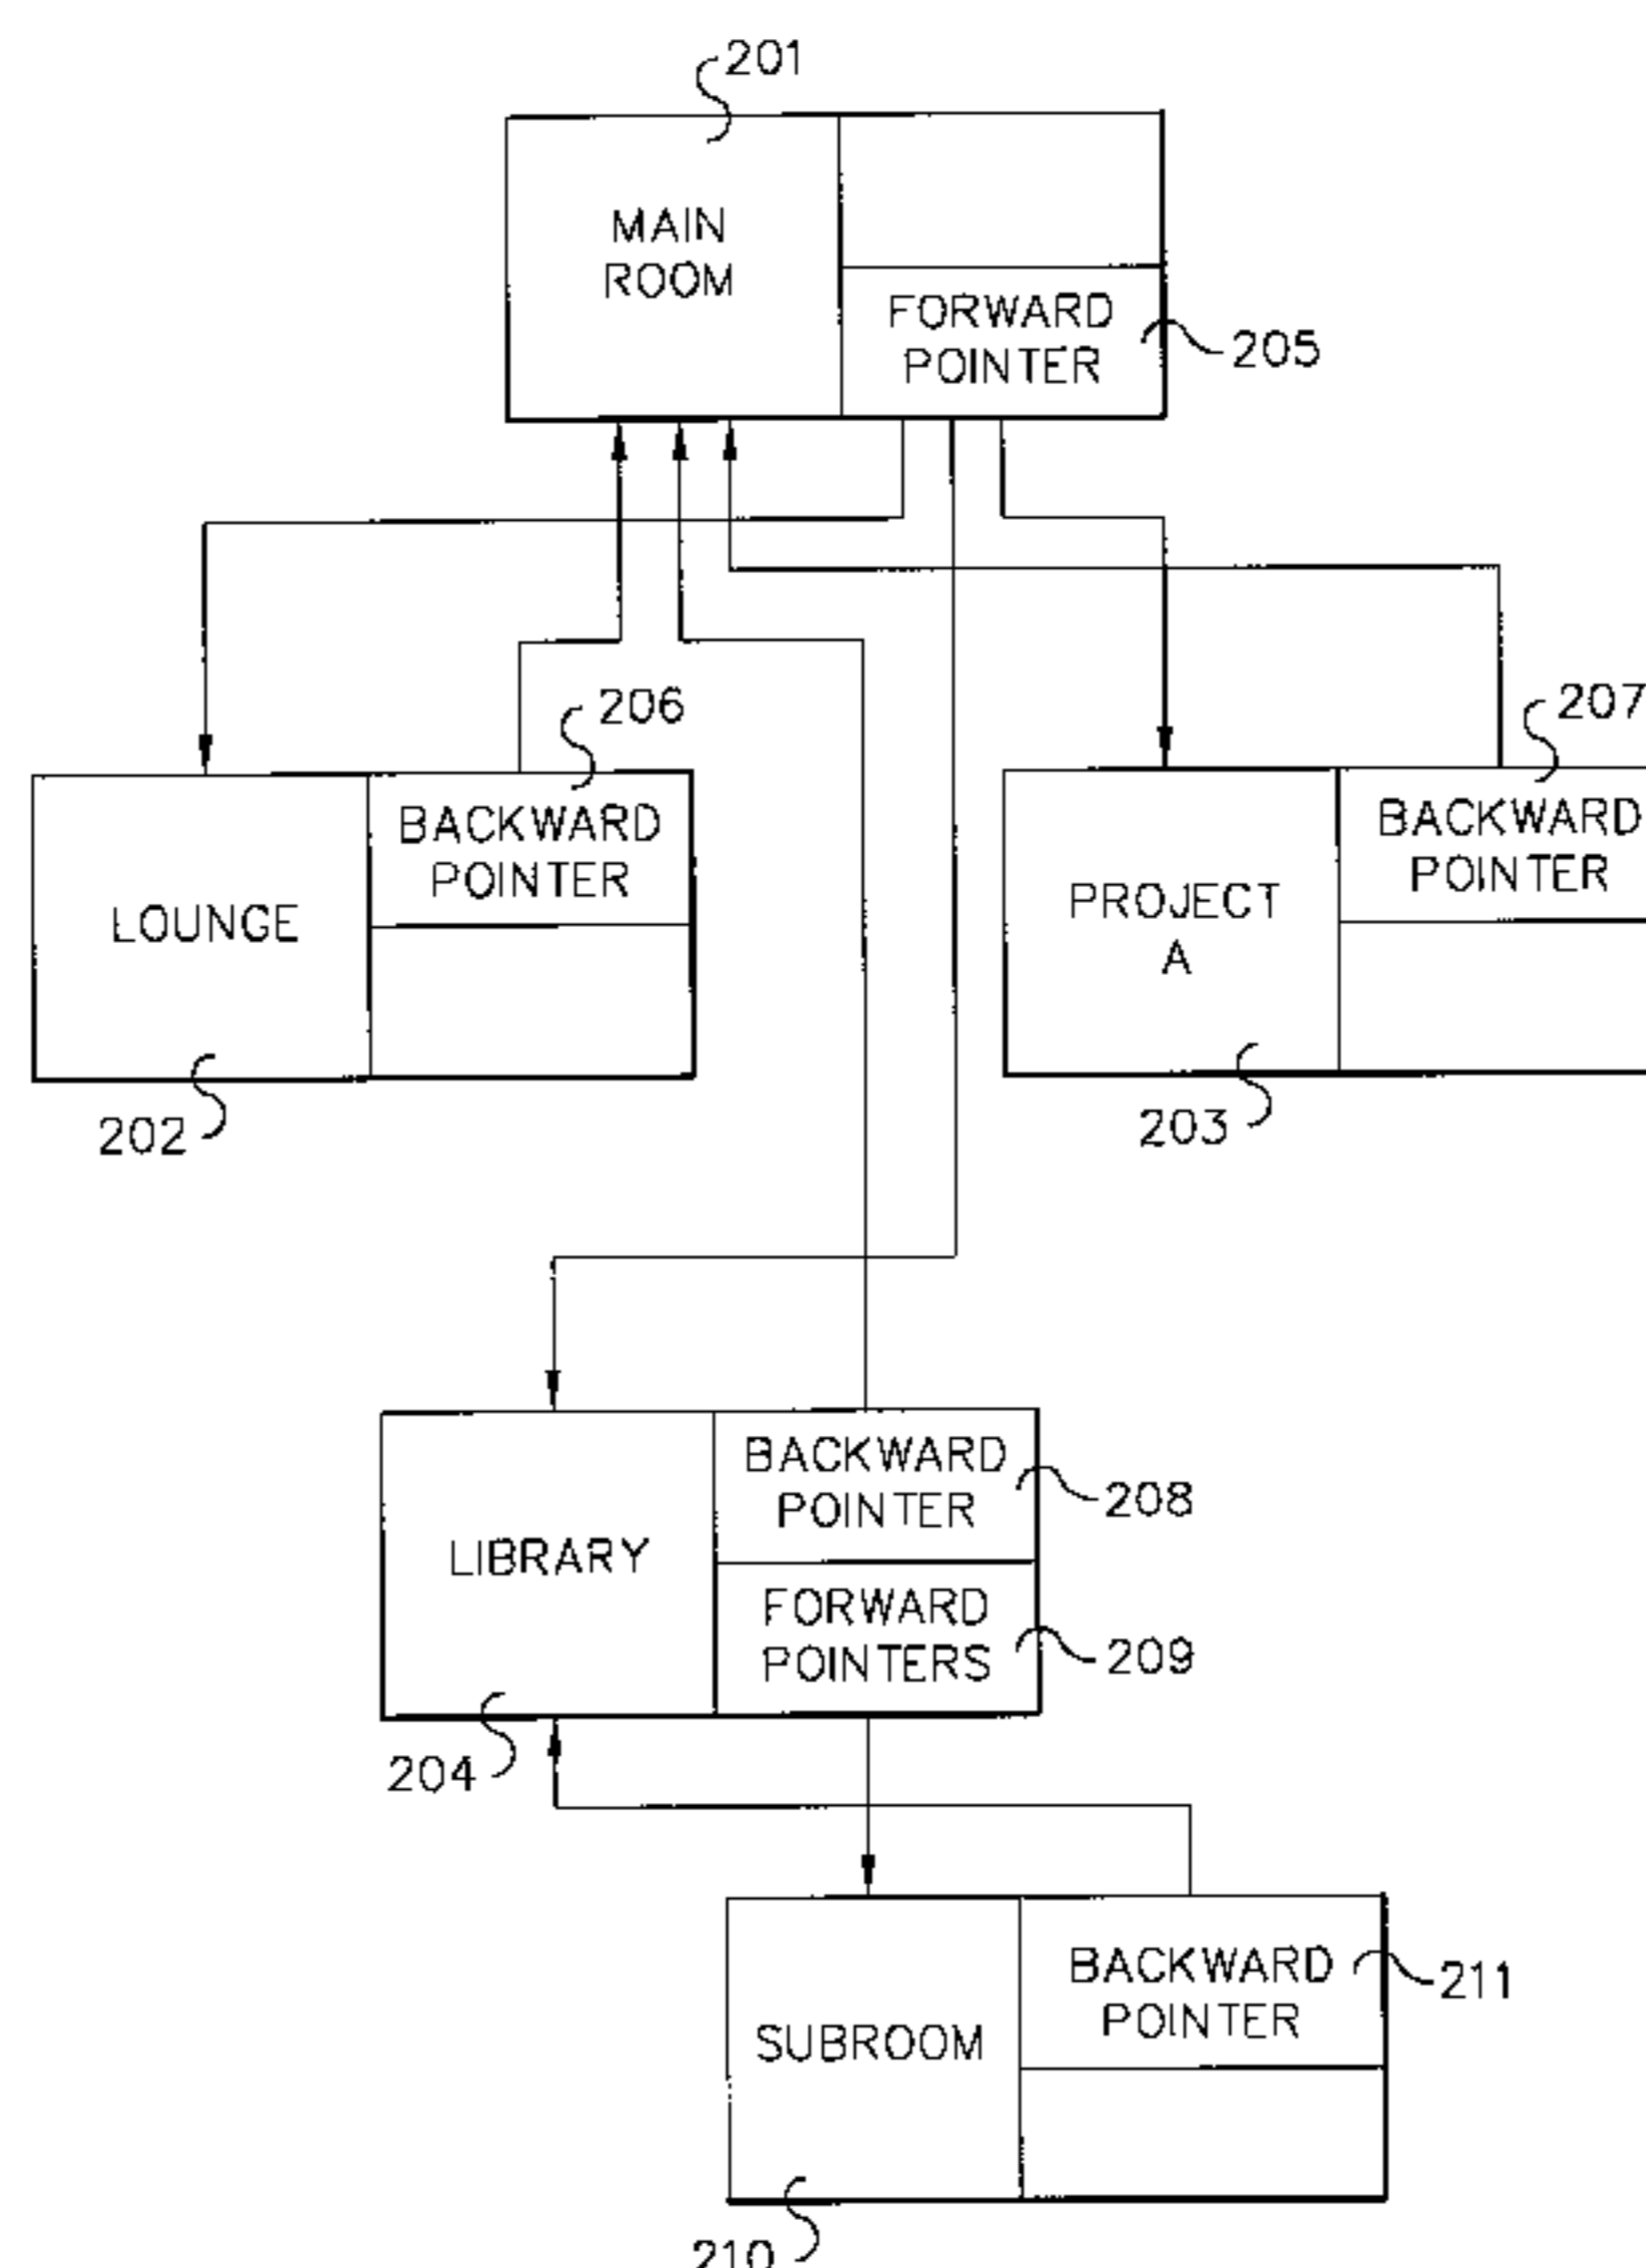 201
MAIN
ROOM
FORWARD
POINTER
205
206
207
LOUNGE
BACKWARD
POINTER
PROJECT
A
BACKWARD
POINTER
202
203
LIBRARY
BACKWARD
POINTER
208
FORWARD
POINTERS
209
204
SUBROOM
BACKWARD
POINTER
211
210